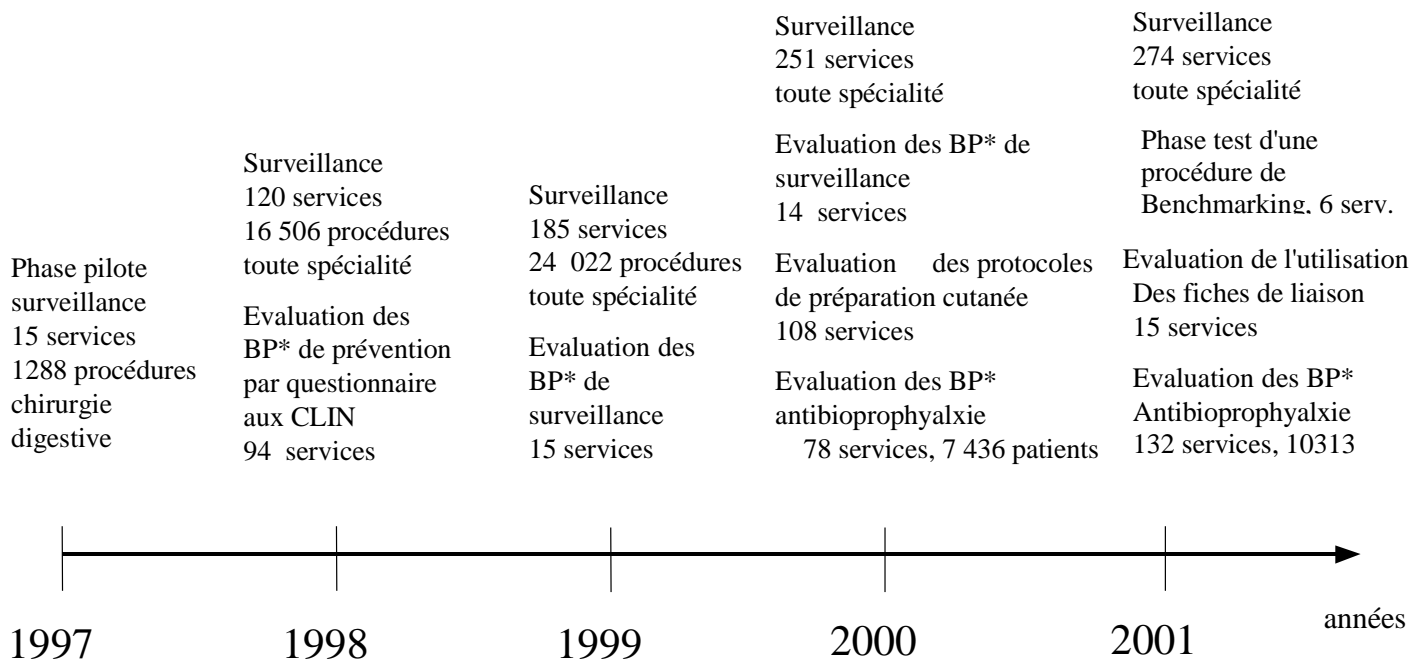 Phase pilote
surveillance
15 services
1288 procédures
chirurgie
digestive
Surveillance
120 services
16 506 procédures
toute spécialité
Evaluation des
BP* de prévention
par questionnaire
aux CLIN
94 services
Surveillance
185 services
24 022 procédures
toute spécialité
Evaluation des
BP* de
surveillance
15 services
Surveillance
251 services
toute spécialité
Evaluation des BP* de
surveillance
14 services
Evaluation des protocoles
de préparation cutanée
108 services
Evaluation des BP*
antibioprophyalxie
78 services, 7 436 patients
Surveillance
274 services
toute spécialité
Phase test d'une
procédure de
Benchmarking, 6 serv.
Evaluation de l'utilisation
Des fiches de liaison
15 services
Evaluation des BP*
Antibioprophyalxie
132 services, 10313
1997
1998
1999
2000
2001
années